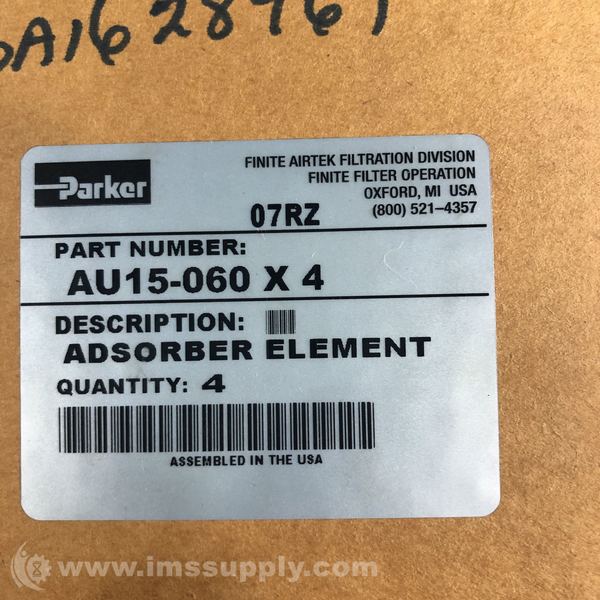 Parker
FINITE AIRTEK FILTRATION DIVISION
FINITE FILTER OPERATION
OXFORD, MI USA
(800) 521-4357
07RZ
PART NUMBER:
AU15-060 X 4
DESCRIPTION:
ADSORBER ELEMENT
QUANTITY: 4
ASSEMBLED IN THE USA
www.imssupply.com